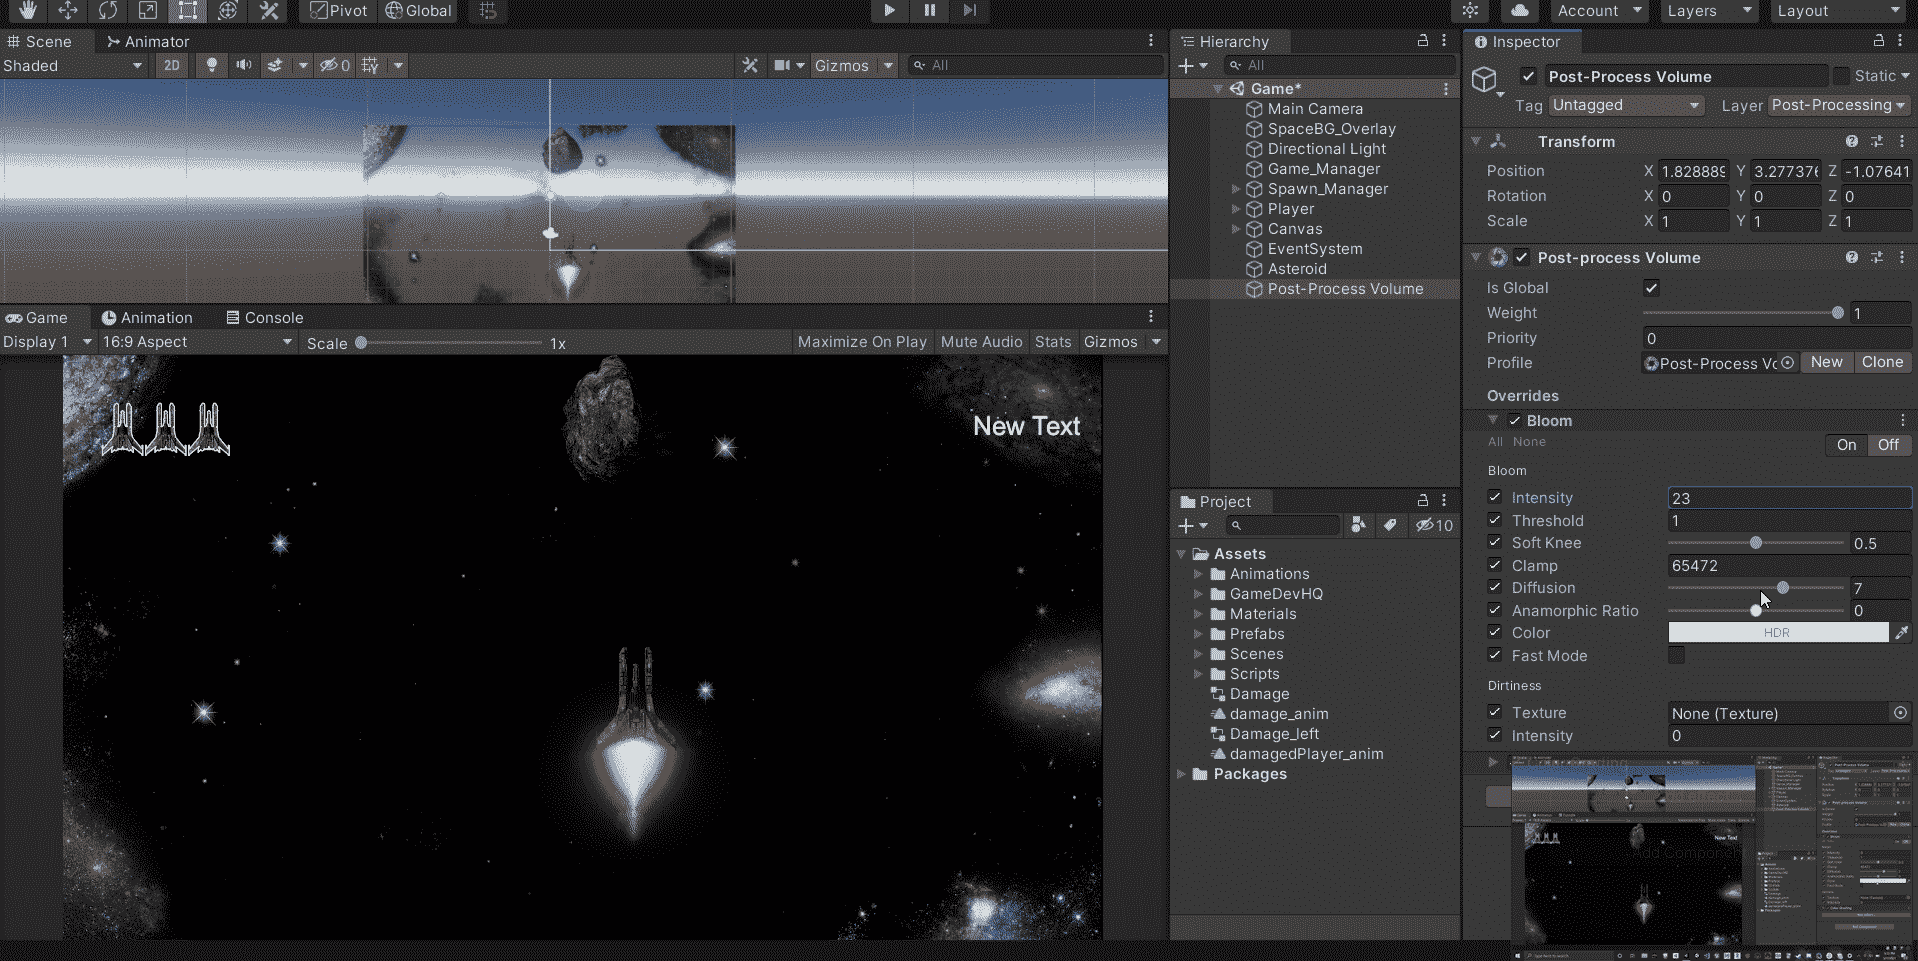 Pivot Global Account Layers Layout
Scene Animator
Shaded 2D 0 Gizmos All
Game Animation Console
Display 1 16:9 Aspect Scale 1x Maximize On Play Mute Audio Stats Gizmos
New Text
Hierarchy
All
Game*
Main Camera
SpaceBG_Overlay
Directional Light
Game_Manager
Spawn_Manager
Player
Canvas
EventSystem
Asteroid
Post-Process Volume
Project
10
Assets
Animations
GameDevHQ
Materials
Prefabs
Scenes
Scripts
Damage
damage_anim
Damage_left
damagedPlayer_anim
Packages
Inspector
Post-Process Volume Static
Tag Untagged Layer Post-Processing
Transform
Position X 1.828889 Y 3.277376 Z -1.07641
Rotation X 0 Y 0 Z 0
Scale X 1 Y 1 Z 1
Post-process Volume
Is Global
Weight 1
Priority 0
Profile Post-Process Vo New Clone
Overrides
Bloom
All None On Off
Bloom
Intensity 23
Threshold 1
Soft Knee 0.5
Clamp 65472
Diffusion 7
Anamorphic Ratio 0
Color HDR
Fast Mode
Dirtiness
Texture None (Texture)
Intensity 0
New Text
Add Component